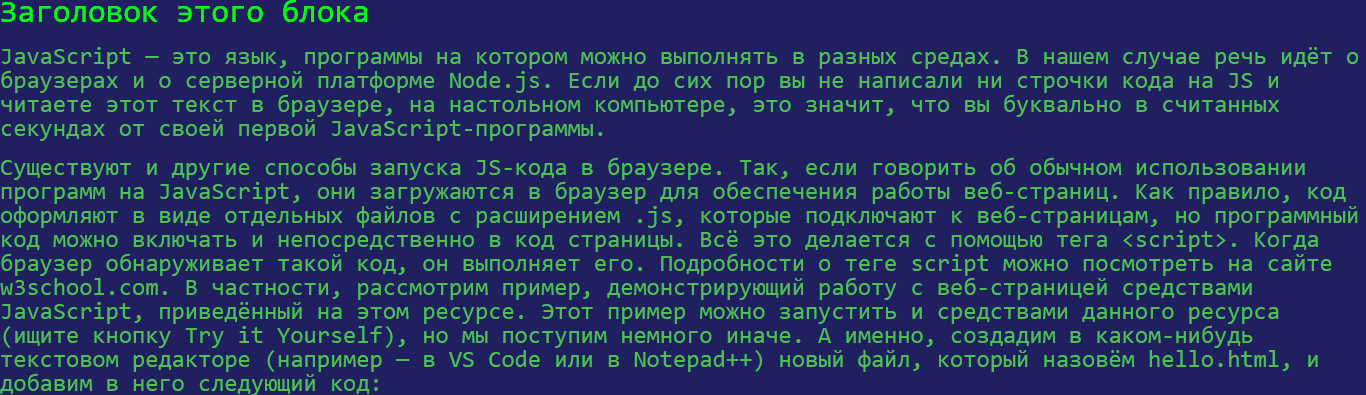 Заголовок этого блока
JavaScript — это язык, программы на котором можно выполнять в разных средах. В нашем случае речь идёт о
браузерах и о серверной платформе Node.js. Если до сих пор вы не написали ни строчки кода на JS и
читаете этот текст в браузере, на настольном компьютере, это значит, что вы буквально в считанных
секундах от своей первой JavaScript-программы.
Существуют и другие способы запуска JS-кода в браузере. Так, если говорить об обычном использовании
программ на JavaScript, они загружаются в браузер для обеспечения работы веб-страниц. Как правило, код
оформляют в виде отдельных файлов с расширением .js, которые подключают к веб-страницам, но программный
код можно включать и непосредственно в код страницы. Всё это делается с помощью тега <script>. Когда
браузер обнаруживает такой код, он выполняет его. Подробности о теге script можно посмотреть на сайте
w3school.com. В частности, рассмотрим пример, демонстрирующий работу с веб-страницей средствами
JavaScript, приведённый на этом ресурсе. Этот пример можно запустить и средствами данного ресурса
(ищите кнопку Try it Yourself), но мы поступим немного иначе. А именно, создадим в каком-нибудь
текстовом редакторе (например — в VS Code или в Notepad++) новый файл, который назовём hello.html, и
добавим в него следующий код: